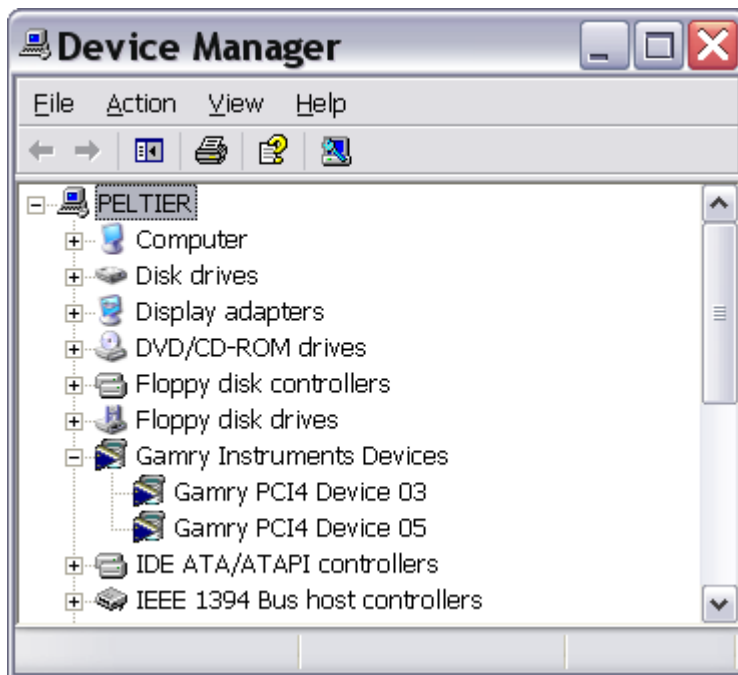 Device Manager
File Action View Help
PELTIER
Computer
Disk drives
Display adapters
DVD/CD-ROM drives
Floppy disk controllers
Floppy disk drives
Gamry Instruments Devices
Gamry PCI4 Device 03
Gamry PCI4 Device 05
IDE ATA/ATAPI controllers
IEEE 1394 Bus host controllers